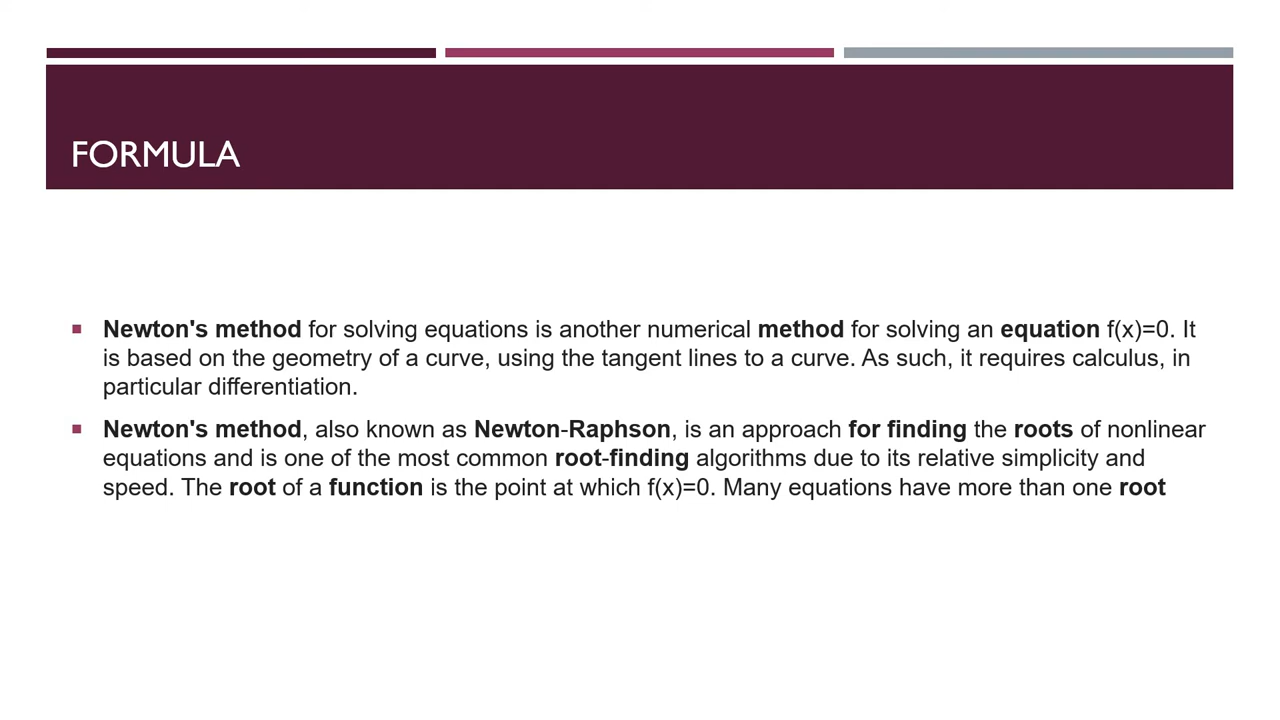 FORMULA
Newton's method for solving equations is another numerical method for solving an equation f(x)=0. It
is based on the geometry of a curve, using the tangent lines to a curve. As such, it requires calculus, in
particular differentiation.
Newton's method, also known as Newton-Raphson, is an approach for finding the roots of nonlinear
equations and is one of the most common root-finding algorithms due to its relative simplicity and
speed. The root of a function is the point at which f(x)=0. Many equations have more than one root